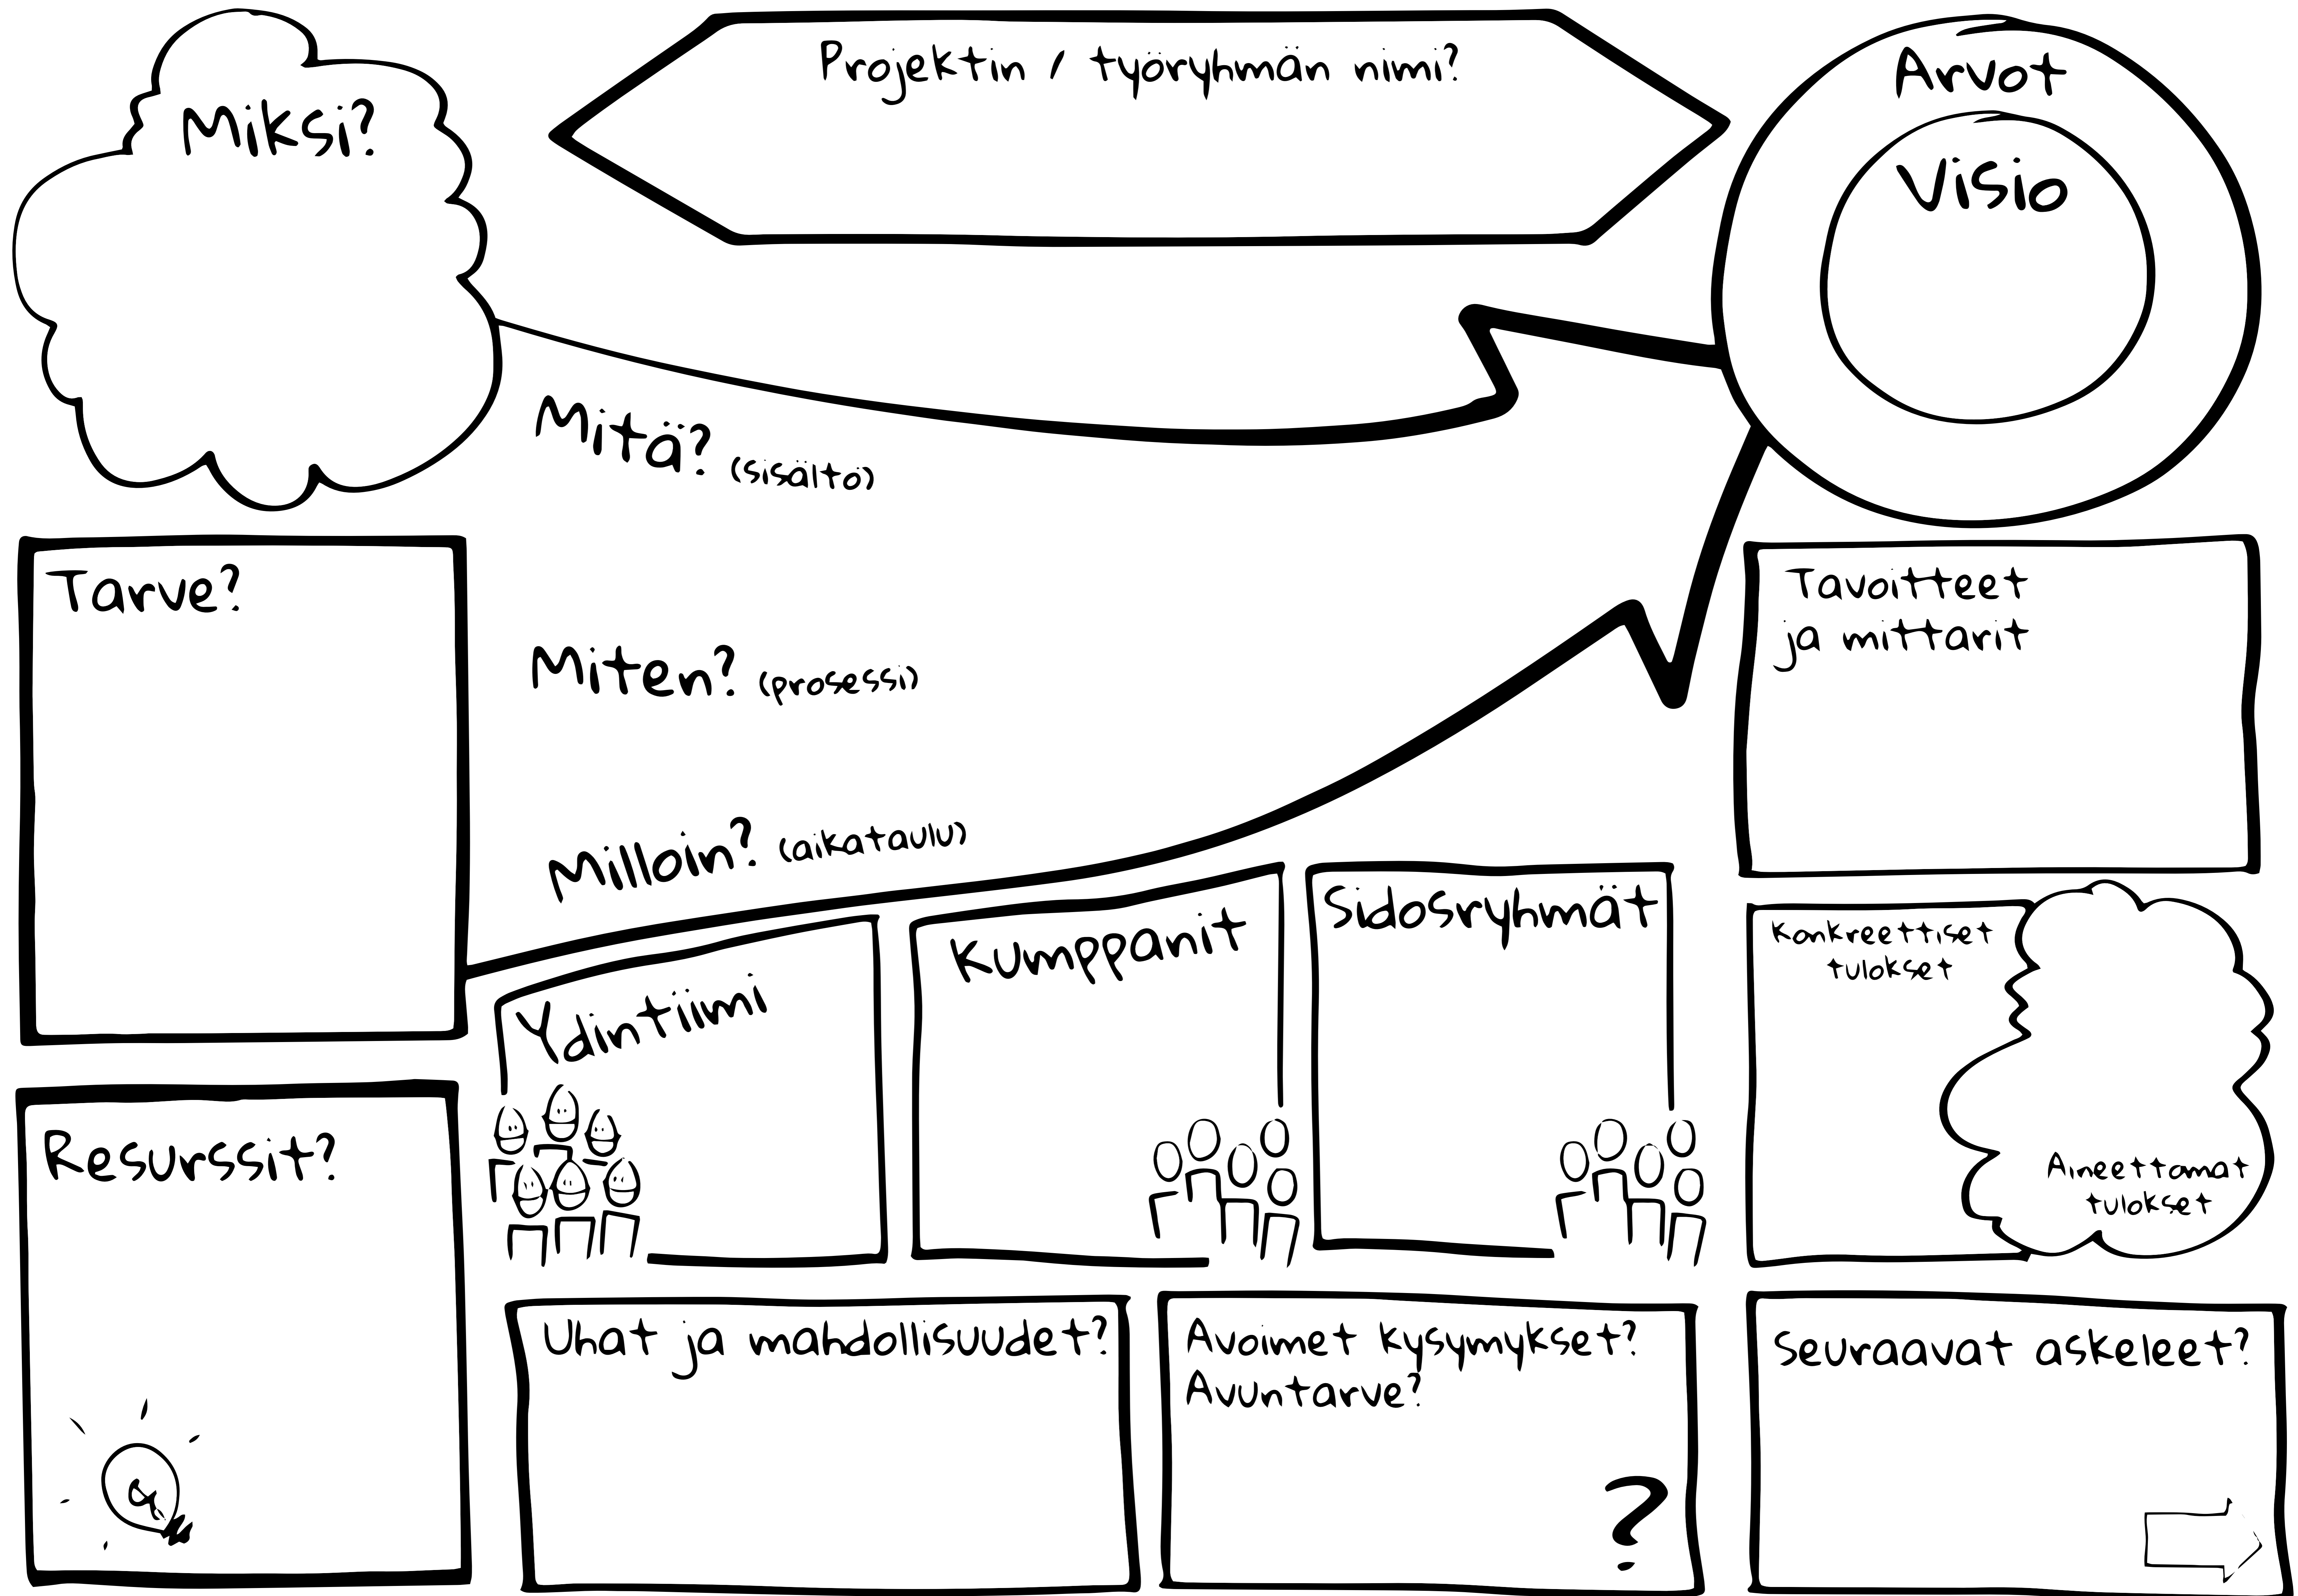 Miksi?
Projektin / työryhmän nimi?
Arvot
Visio
Mitä? (sisältö)
Tarve?
Miten? (prosessi)
Milloin? (aikataulu)
Tavoitteet
ja mittarit
Ydintiimi
Kumppanit
Sidosryhmät
Konkreettiset
tulokset
Aineettomat
tulokset
Resurssit?
Uhat ja mahdollisuudet?
Avoimet kysymykset?
Avuntarve?
?
Seuraavat askeleet?